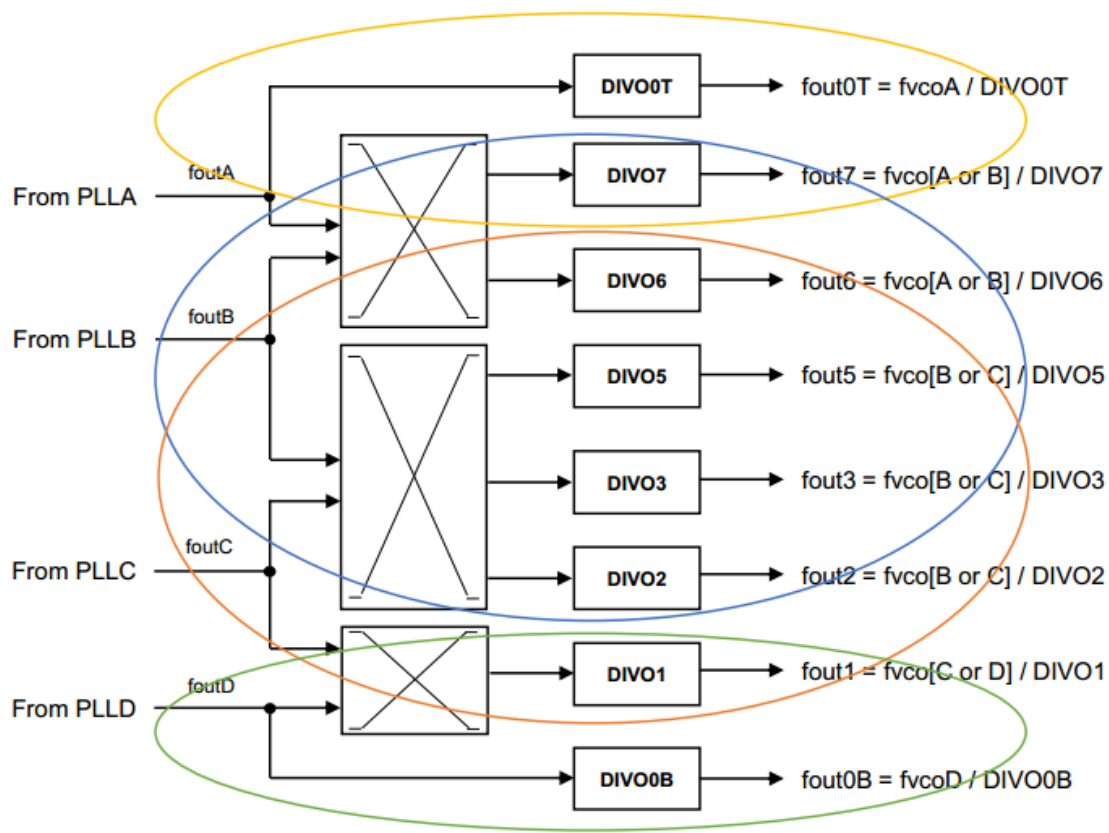 DIVO0T
fout0T = fvcoA / DIVO0T
foutA
From PLLA
DIVO7
fout7 = fvco[A or B] / DIVO7
DIVO6
fout6 = fvco[A or B] / DIVO6
foutB
From PLLB
DIVO5
fout5 = fvco[B or C] / DIVO5
DIVO3
fout3 = fvco[B or C] / DIVO3
foutC
From PLLC
DIVO2
fout2 = fvco[B or C] / DIVO2
DIVO1
fout1 = fvco[C or D] / DIVO1
foutD
From PLLD
DIVO0B
fout0B = fvcoD / DIVO0B